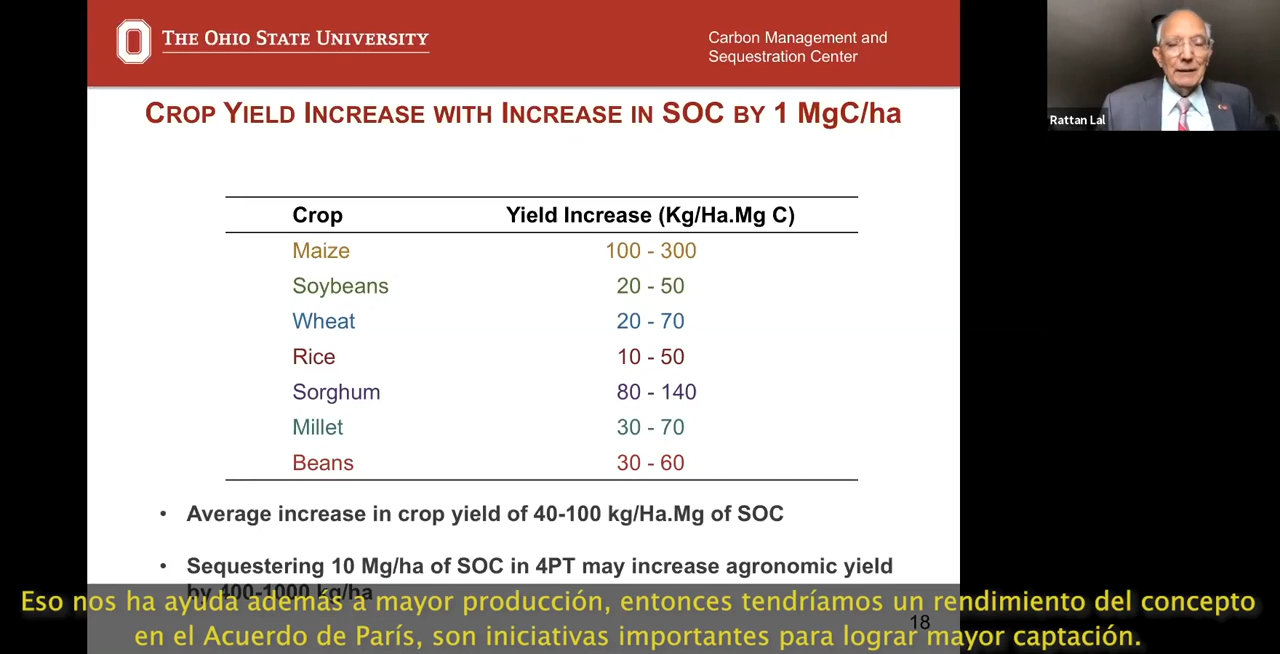 THE OHIO STATE UNIVERSITY
Carbon Management and
Sequestration Center
Rattan Lal
CROP YIELD INCREASE WITH INCREASE IN SOC BY 1 MgC/ha
Crop Yield Increase (Kg/Ha.Mg C)
Maize 100 - 300
Soybeans 20 - 50
Wheat 20 - 70
Rice 10 - 50
Sorghum 80 - 140
Millet 30 - 70
Beans 30 - 60
• Average increase in crop yield of 40-100 kg/Ha.Mg of SOC
• Sequestering 10 Mg/ha of SOC in 4PT may increase agronomic yield
by 400-1000 kg/ha
Eso nos ha ayuda además a mayor producción, entonces tendríamos un rendimiento del concepto
18
en el Acuerdo de París, son iniciativas importantes para lograr mayor captación.